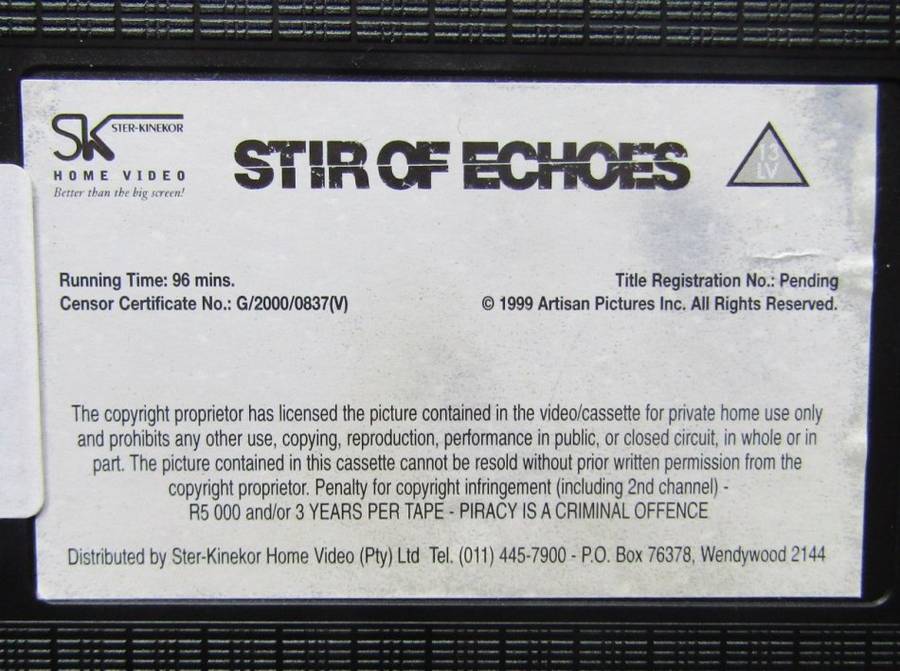 SK STER-KINEKOR
HOME VIDEO
Better than the big screen!
STIR OF ECHOES
13
LV
Running Time: 96 mins.
Censor Certificate No.: G/2000/0837(V)
Title Registration No.: Pending
© 1999 Artisan Pictures Inc. All Rights Reserved.
The copyright proprietor has licensed the picture contained in the video/cassette for private home use only
and prohibits any other use, copying, reproduction, performance in public, or closed circuit, in whole or in
part. The picture contained in this cassette cannot be resold without prior written permission from the
copyright proprietor. Penalty for copyright infringement (including 2nd channel) -
R5 000 and/or 3 YEARS PER TAPE - PIRACY IS A CRIMINAL OFFENCE
Distributed by Ster-Kinekor Home Video (Pty) Ltd Tel. (011) 445-7900 - P.O. Box 76378, Wendywood 2144